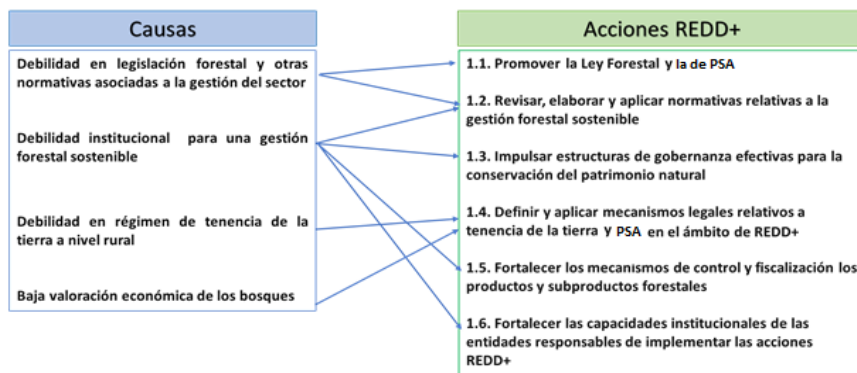 Causas
Debilidad en legislación forestal y otras
normativas asociadas a la gestión del sector
Debilidad institucional para una gestión
forestal sostenible
Debilidad en régimen de tenencia de la
tierra a nivel rural
Baja valoración económica de los bosques
Acciones REDD+
1.1. Promover la Ley Forestal y la de PSA
1.2. Revisar, elaborar y aplicar normativas relativas a la
gestión forestal sostenible
1.3. Impulsar estructuras de gobernanza efectivas para la
conservación del patrimonio natural
1.4. Definir y aplicar mecanismos legales relativos a
tenencia de la tierra y PSA en el ámbito de REDD+
1.5. Fortalecer los mecanismos de control y fiscalización los
productos y subproductos forestales
1.6. Fortalecer las capacidades institucionales de las
entidades responsables de implementar las acciones
REDD+